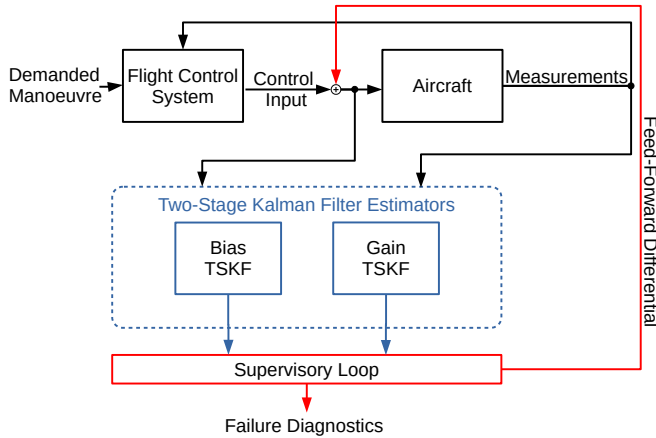 Demanded
Manoeuvre
Flight Control
System
Control
Input
Aircraft
Measurements
Feed-Forward Differential
Two-Stage Kalman Filter Estimators
Bias
TSKF
Gain
TSKF
Supervisory Loop
Failure Diagnostics